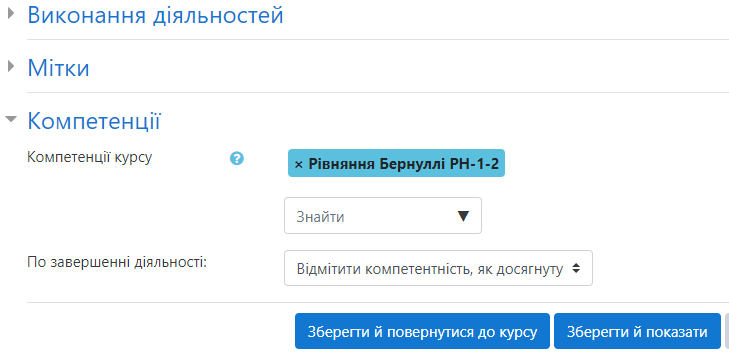 Виконання діяльностей
Мітки
Компетенції
Компетенції курсу ? × Рівняння Бернуллі РН-1-2
Знайти ▼
По завершенні діяльності: Відмітити компетентність, як досягнуту
Зберегти й повернутися до курсу Зберегти й показати